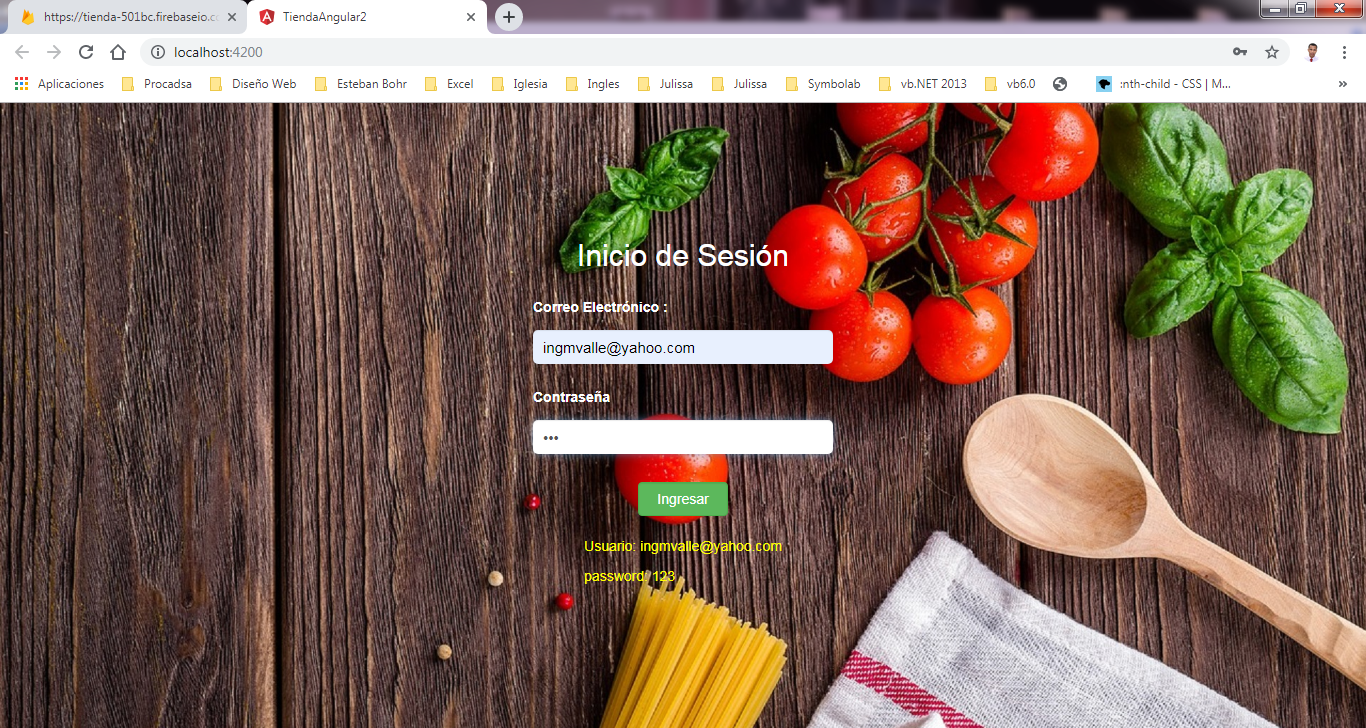 https://tienda-501bc.firebaseio.c
TiendaAngular2
localhost:4200
Aplicaciones Procadsa Diseño Web Esteban Bohr Excel Iglesia Ingles Julissa Julissa Symbolab vb.NET 2013 vb6.0 :nth-child - CSS | M... »
Inicio de Sesión
Correo Electrónico :
ingmvalle@yahoo.com
Contraseña
•••
Ingresar
Usuario: ingmvalle@yahoo.com
password: 123